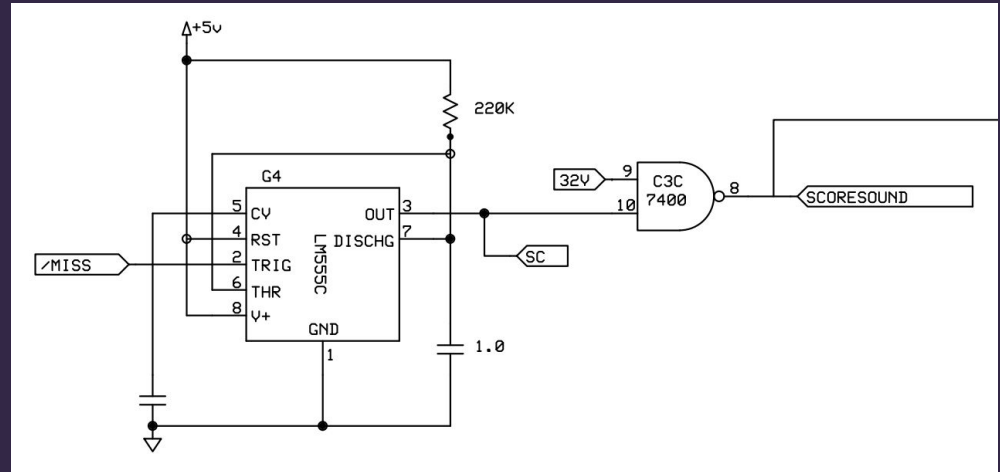 +5v
220K
G4
32V
9
10
C3C
7400
8
SCORESOUND
5
CV
OUT
3
4
RST
LM555C
DISCHG
7
SC
/MISS
2
TRIG
6
THR
8
V+
GND
1
1.0